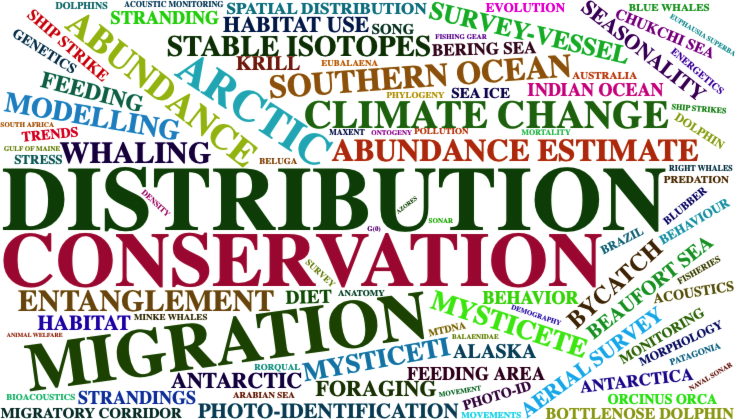 DOLPHINS
ACOUSTIC MONITORING
SPATIAL DISTRIBUTION
EVOLUTION
BLUE WHALES
STRANDING
HABITAT USE
SONG
SURVEY-VESSEL
SEASONALITY
CHUKCHI SEA
EUPHAUSIA SUPERBA
SHIP STRIKE
GENETICS
ABUNDANCE
STABLE ISOTOPES
FISHING GEAR
BERING SEA
ENERGETICS
KRILL
EUBALAENA
ARCTIC
SOUTHERN OCEAN
AUSTRALIA
FEEDING
PHYLOGENY
SEA ICE
INDIAN OCEAN
MODELLING
CLIMATE CHANGE
SHIP STRIKES
DOLPHIN
SOUTH AFRICA
TRENDS
MAXENT
ONTOGENY
POLLUTION
MORTALITY
GULF OF MAINE
STRESS
WHALING
BELUGA
ABUNDANCE ESTIMATE
RIGHT WHALES
PREDATION
DISTRIBUTION
DENSITY
AZORES
SONAR
G(0)
BLUBBER
BEHAVIOUR
BRAZIL
CONSERVATION
SURVEY
BYCATCH
BEAUFORT SEA
FISHERIES
ACOUSTICS
ENTANGLEMENT
DIET
ANATOMY
BEHAVIOR
DEMOGRAPHY
HABITAT
MINKE WHALES
MIGRATION
MYSTICETE
MTDNA
BALAENIDAE
ANIMAL WELFARE
AERIAL SURVEY
MONITORING
MORPHOLOGY
PATAGONIA
NAVAL SONAR
RORQUAL
MYSTICETI
ALASKA
ANTARCTIC
FORAGING
FEEDING AREA
ANTARCTICA
BIOACOUSTICS
STRANDINGS
ARABIAN SEA
MOVEMENT
PHOTO-ID
ORCINUS ORCA
MIGRATORY CORRIDOR
PHOTO-IDENTIFICATION
MOVEMENTS
BOTTLENOSE DOLPHIN